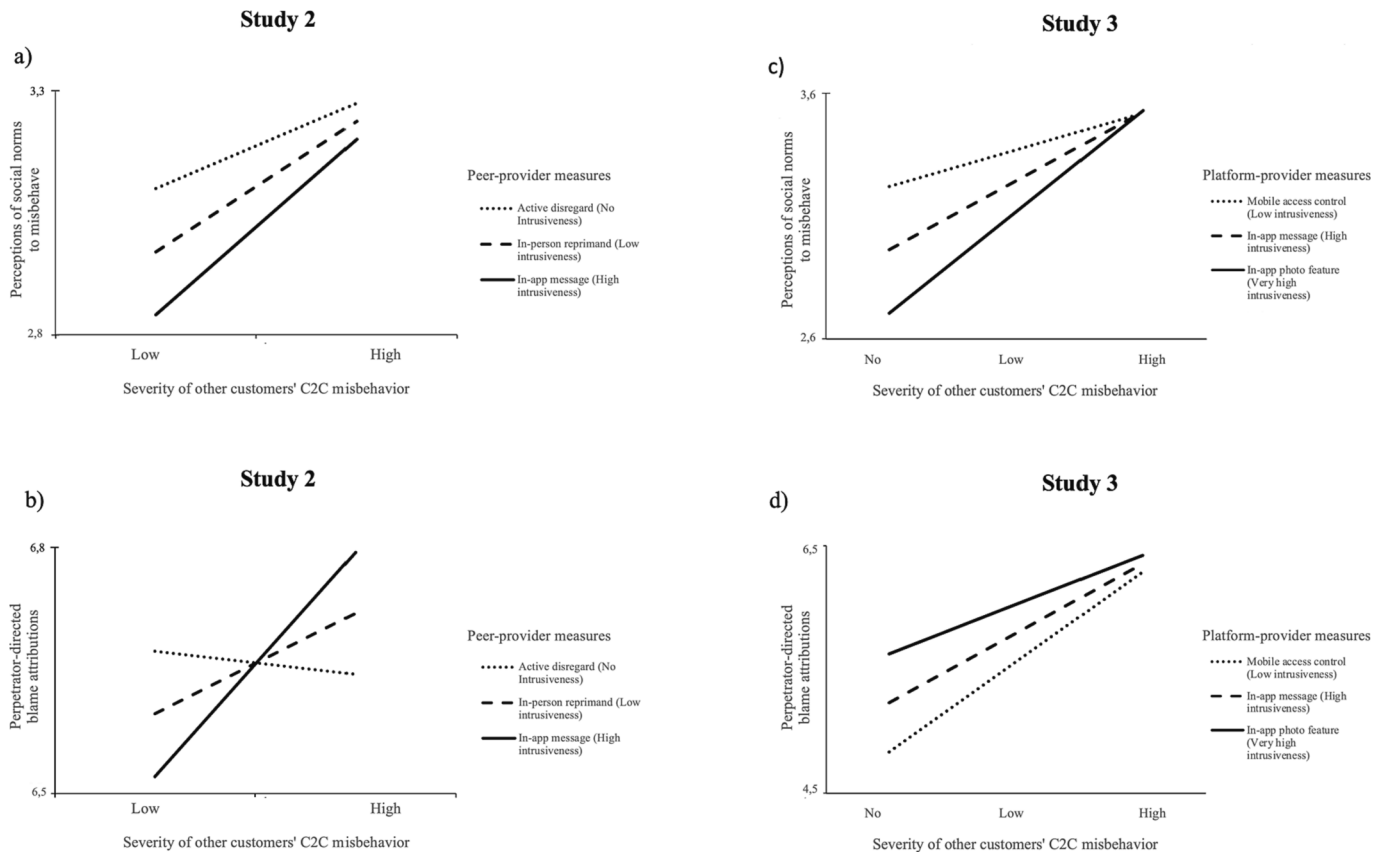 Study 2
a)
3,3
Perceptions of social norms
to misbehave
2,8
Low
High
Severity of other customers' C2C misbehavior
Peer-provider measures
Active disregard (No
Intrusiveness)
In-person reprimand (Low
intrusiveness)
In-app message (High
intrusiveness)
Study 3
c)
3,6
Perceptions of social norms
to misbehave
2,6
No
Low
High
Severity of other customers' C2C misbehavior
Platform-provider measures
Mobile access control
(Low intrusiveness)
In-app message (High
intrusiveness)
In-app photo feature
(Very high
intrusiveness)
Study 2
b)
6,8
Perpetrator-directed
blame attributions
6,5
Low
High
Severity of other customers' C2C misbehavior
Peer-provider measures
Active disregard (No
Intrusiveness)
In-person reprimand (Low
intrusiveness)
In-app message (High
intrusiveness)
Study 3
d)
6,5
Perpetrator-directed
blame attributions
4,5
No
Low
High
Severity of other customers' C2C misbehavior
Platform-provider measures
Mobile access control
(Low intrusiveness)
In-app message (High
intrusiveness)
In-app photo feature
(Very high
intrusiveness)